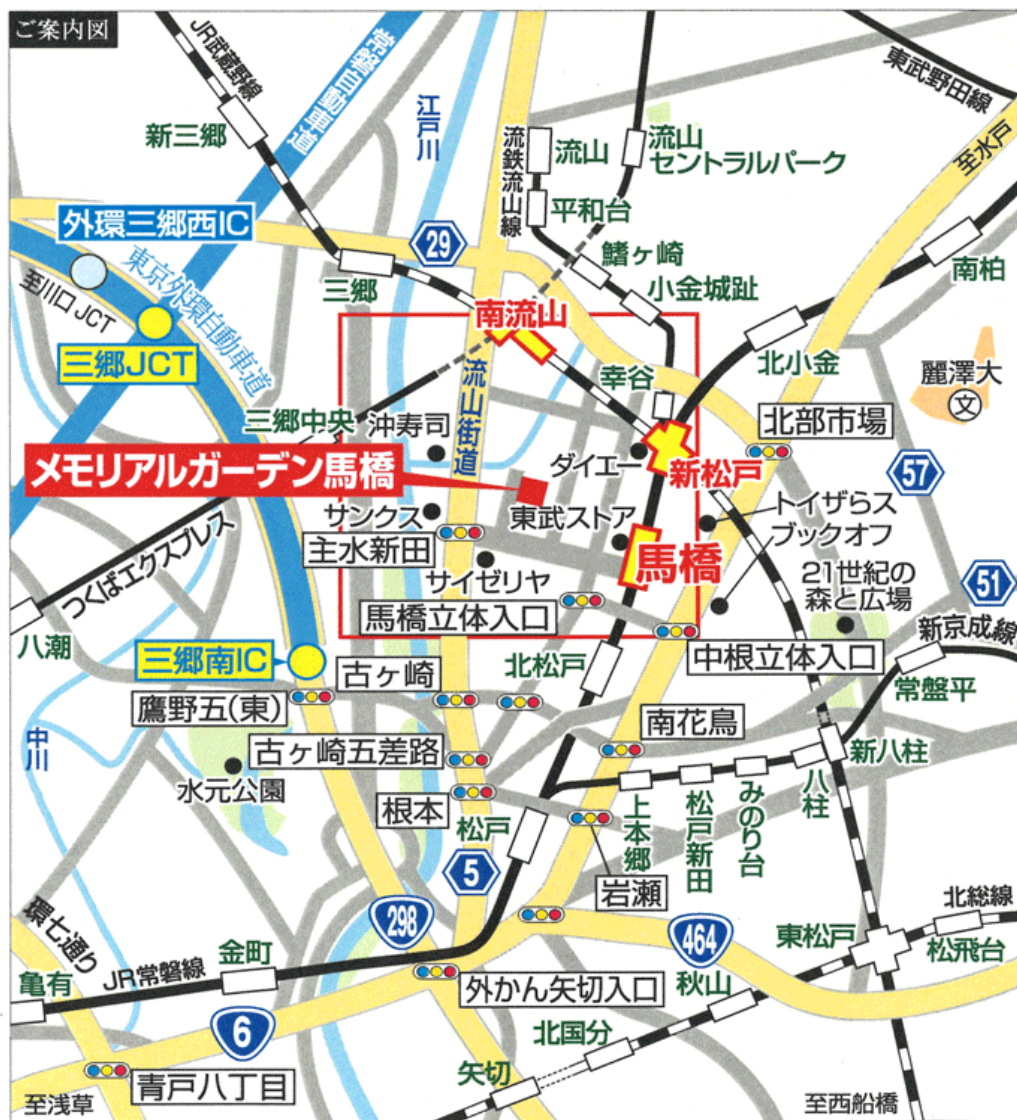 ご案内図
JR武蔵野線
常磐自動車道
江戸川
新三郷
流鉄流山線
流山
流山
セントラルパーク
東武野田線
至水戸
平和台
外環三郷西IC
東京外環自動車道
至川口JCT
29
三郷
鰭ヶ崎
小金城趾
南柏
三郷JCT
南流山
北小金
麗澤大
文
幸谷
流山街道
三郷中央
沖寿司
北部市場
メモリアルガーデン馬橋
ダイエー
新松戸
57
サンクス
東武ストア
トイザらス
ブックオフ
主水新田
サイゼリヤ
馬橋
21世紀の
森と広場
51
つくばエクスプレス
馬橋立体入口
新京成線
八潮
三郷南IC
古ヶ崎
北松戸
中根立体入口
常盤平
鷹野五(東)
南花島
中川
古ヶ崎五差路
新八柱
水元公園
根本
松戸
上本郷
松戸新田
みのり台
八柱
5
岩瀬
環七通り
298
464
北総線
東松戸
松飛台
金町
JR常磐線
亀有
外かん矢切入口
秋山
6
北国分
矢切
青戸八丁目
至浅草
至西船橋